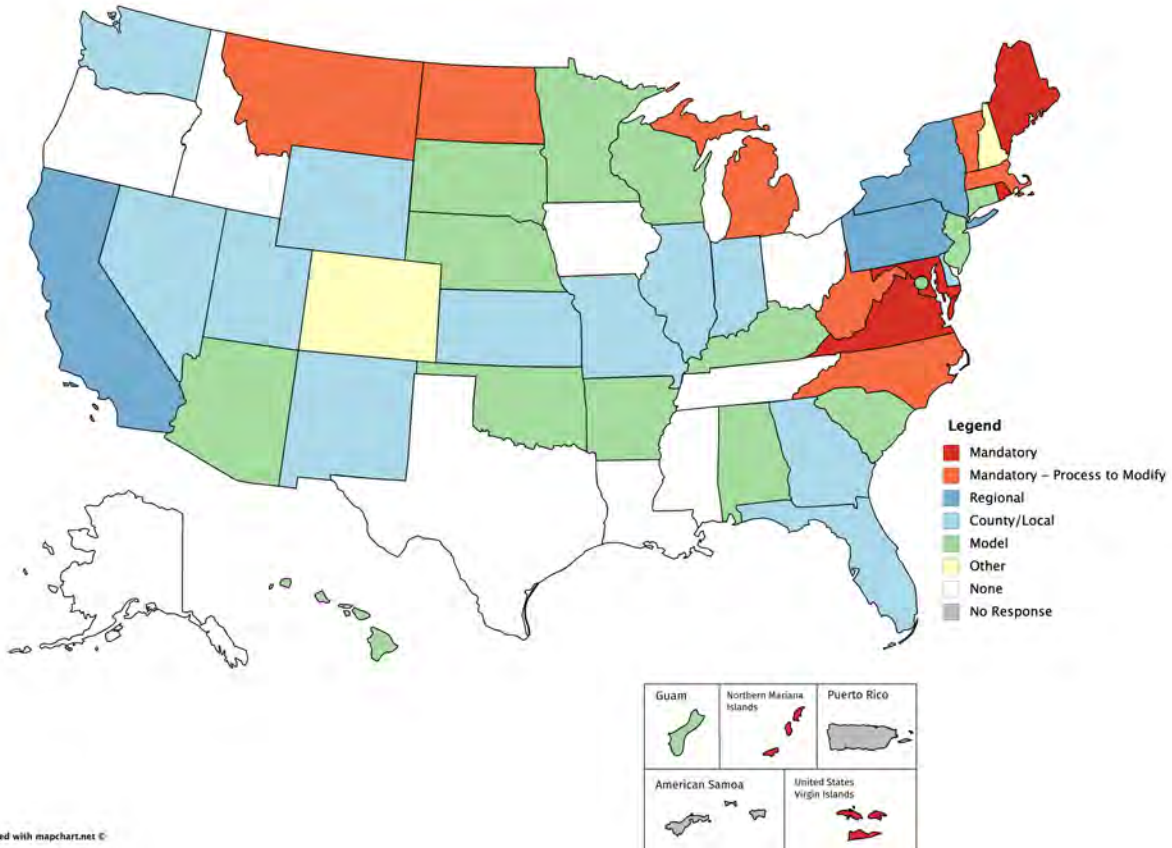 Legend
Mandatory
Mandatory – Process to Modify
Regional
County/Local
Model
Other
None
No Response
Guam
Northern Mariana
Islands
Puerto Rico
American Samoa
United States
Virgin Islands
ed with mapchart.net ©